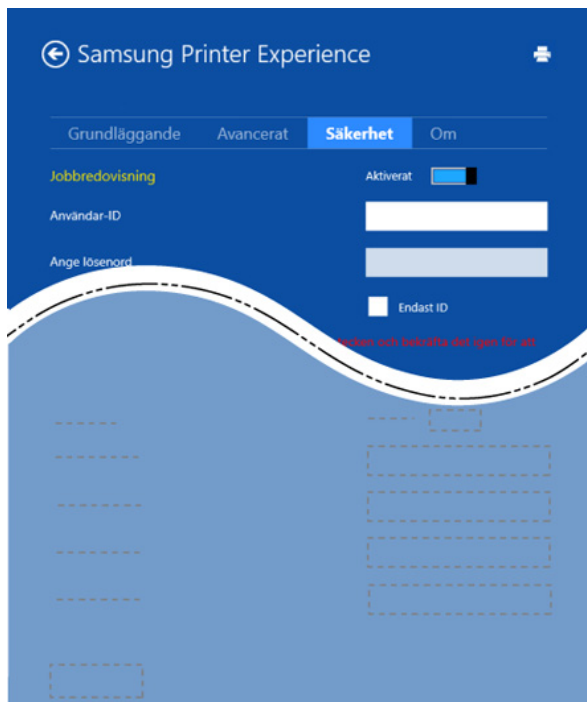 Samsung Printer Experience
Grundläggande Avancerat Säkerhet Om
Jobbredovisning Aktiverat
Användar-ID
Ange lösenord
Endast ID
tecken och bekräfta det igen för att